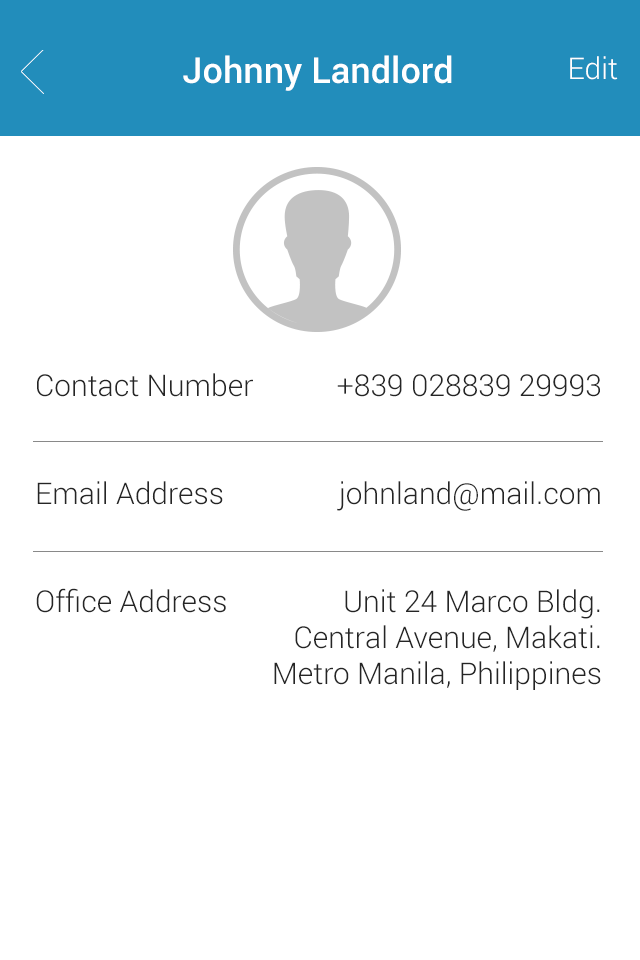 Johnny Landlord Edit
Contact Number +839 028839 29993
Email Address johnland@mail.com
Office Address Unit 24 Marco Bldg.
Central Avenue, Makati.
Metro Manila, Philippines